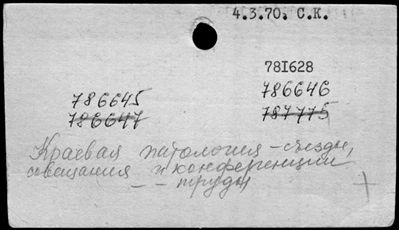 4.3.70. С.К.
781628
786645 786646
786647 787775
Краевая патология - съезды,
совещания и конференции
- - труды